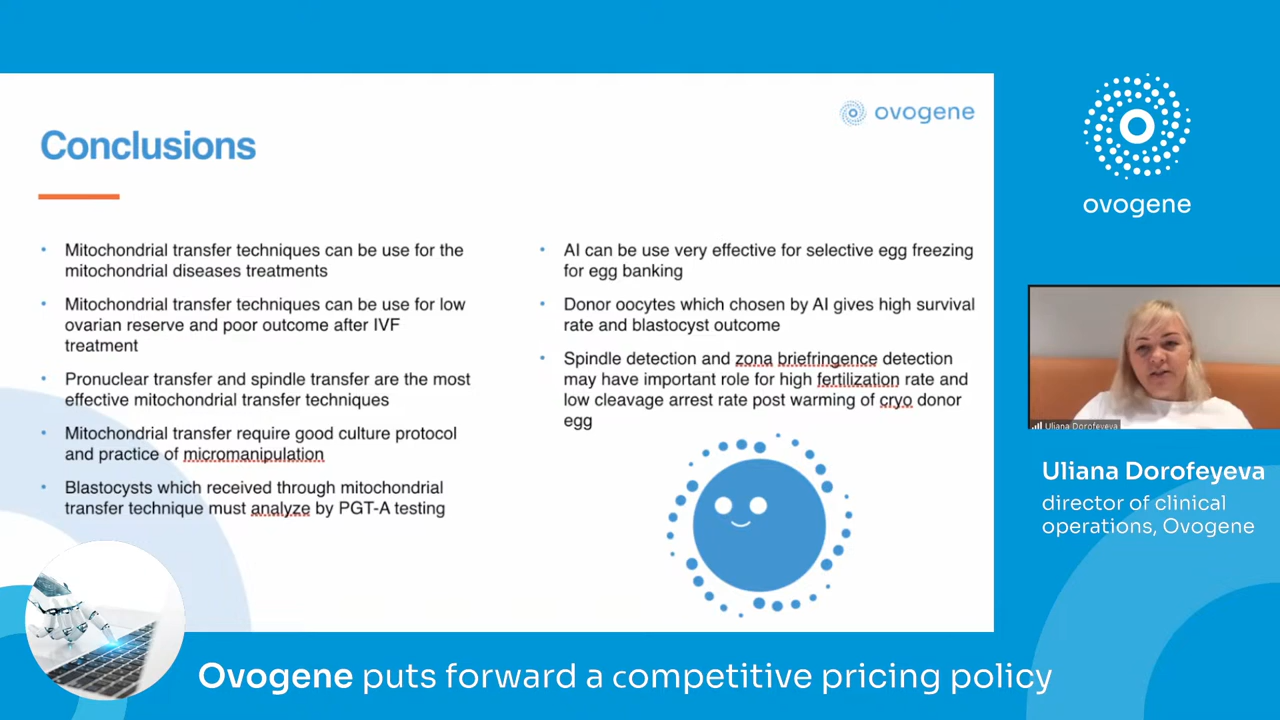 ovogene
Conclusions
• Mitochondrial transfer techniques can be use for the
mitochondrial diseases treatments
• Mitochondrial transfer techniques can be use for low
ovarian reserve and poor outcome after IVF
treatment
• Pronuclear transfer and spindle transfer are the most
effective mitochondrial transfer techniques
• Mitochondrial transfer require good culture protocol
and practice of micromanipulation
• Blastocysts which received through mitochondrial
transfer technique must analyze by PGT-A testing
• AI can be use very effective for selective egg freezing
for egg banking
• Donor oocytes which chosen by AI gives high survival
rate and blastocyst outcome
• Spindle detection and zona briefringence detection
may have important role for high fertilization rate and
low cleavage arrest rate post warming of cryo donor
egg
ovogene
Uliana Dorofeyeva
Uliana Dorofeyeva
director of clinical
operations, Ovogene
Ovogene puts forward a competitive pricing policy